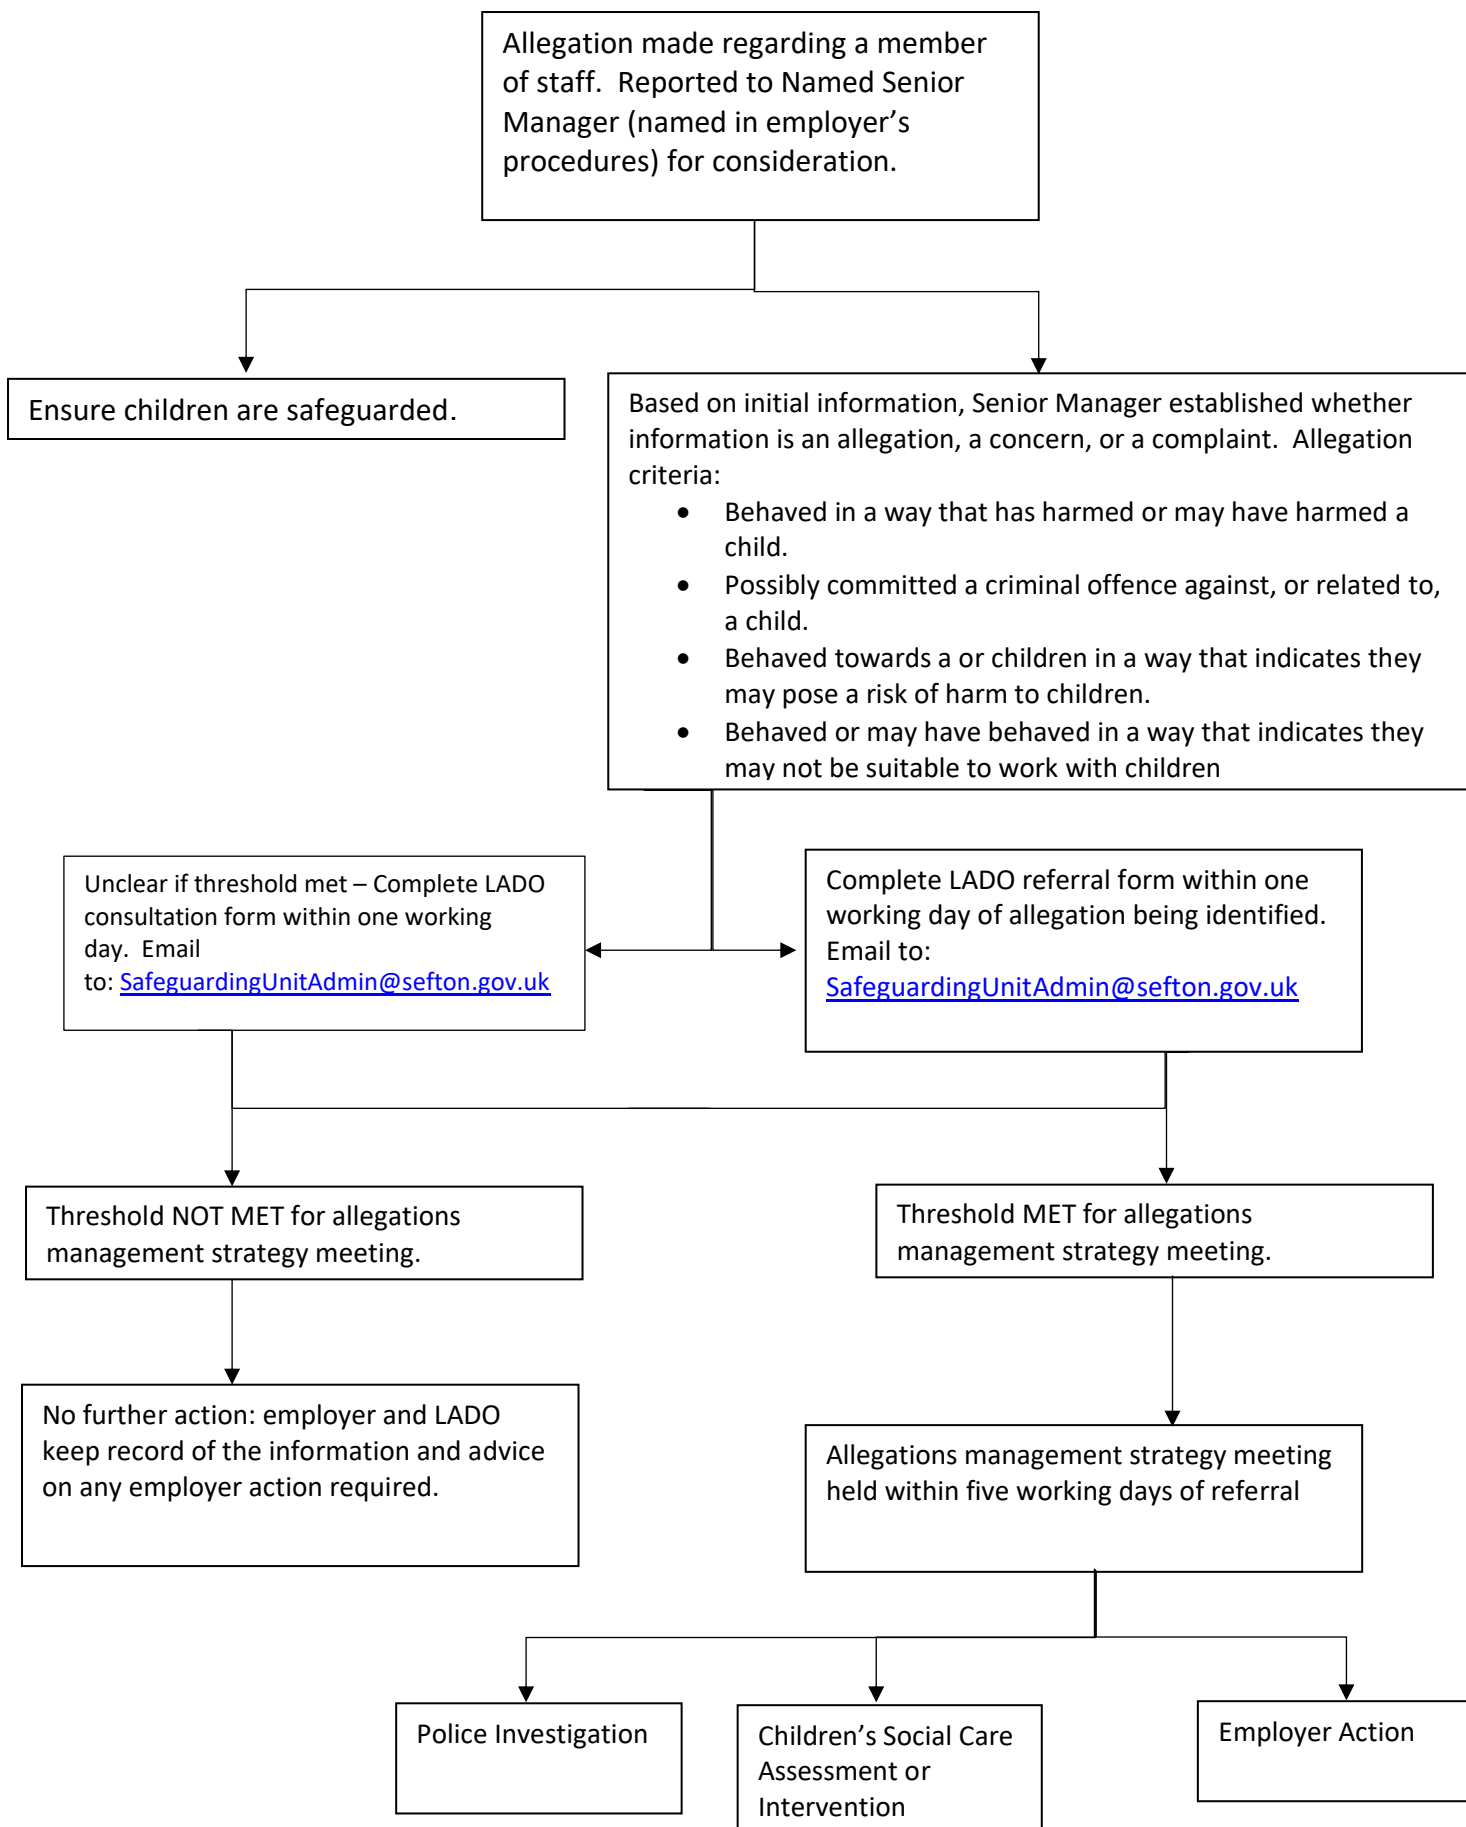 Allegation made regarding a member
of staff.  Reported to Named Senior
Manager (named in employer’s
procedures) for consideration.
Ensure children are safeguarded.
Based on initial information, Senior Manager established whether
information is an allegation, a concern, or a complaint.  Allegation
criteria:
• Behaved in a way that has harmed or may have harmed a
child.
• Possibly committed a criminal offence against, or related to,
a child.
• Behaved towards a or children in a way that indicates they
may pose a risk of harm to children.
• Behaved or may have behaved in a way that indicates they
may not be suitable to work with children
Unclear if threshold met – Complete LADO
consultation form within one working
day.  Email
to: SafeguardingUnitAdmin@sefton.gov.uk
Complete LADO referral form within one
working day of allegation being identified.
Email to:
SafeguardingUnitAdmin@sefton.gov.uk
Threshold NOT MET for allegations
management strategy meeting.
Threshold MET for allegations
management strategy meeting.
No further action: employer and LADO
keep record of the information and advice
on any employer action required.
Allegations management strategy meeting
held within five working days of referral
Police Investigation
Children’s Social Care
Assessment or
Intervention
Employer Action